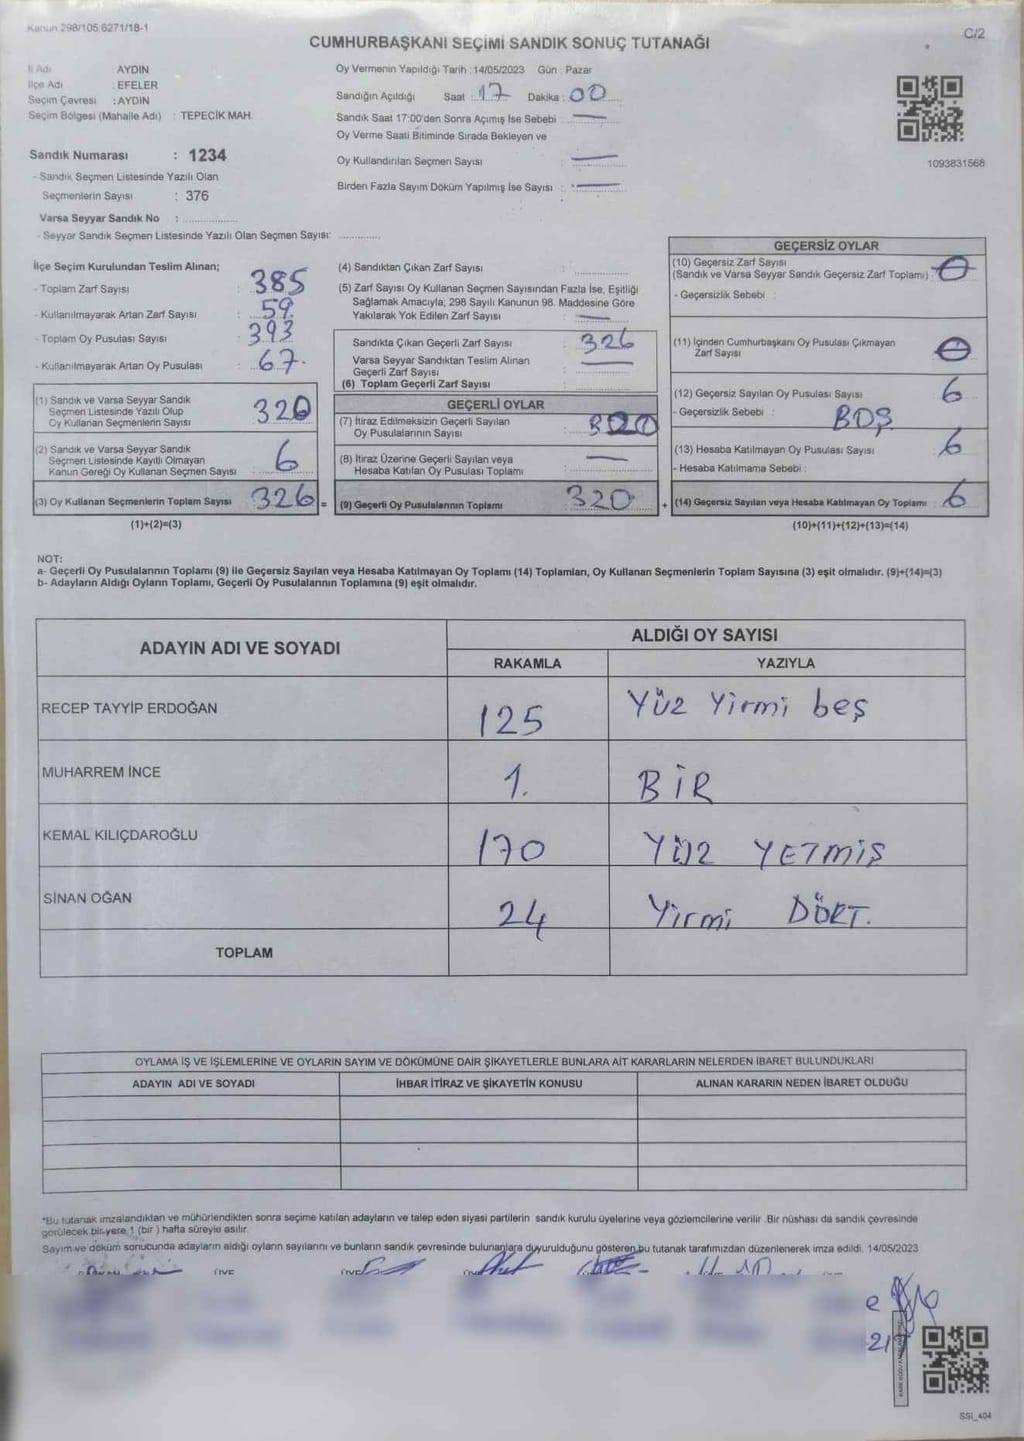 Kanun 298/105 6271/18-1
C/2
CUMHURBAŞKANI SEÇİMİ SANDIK SONUÇ TUTANAĞI
İl Adı : AYDIN
İlçe Adı : EFELER
Seçim Çevresi : AYDIN
Seçim Bölgesi (Mahalle Adı) : TEPECİK MAH.
Oy Vermenin Yapıldığı Tarih : 14/05/2023 Gün : Pazar
Sandığın Açıldığı Saat : 17 Dakika : 00
Sandık Saat 17:00'den Sonra Açımış İse Sebebi : —
Oy Verme Saati Bitiminde Sırada Bekleyen ve
Oy Kullandırılan Seçmen Sayısı : —
Birden Fazla Sayım Döküm Yapılmış İse Sayısı : —
1093831568
Sandık Numarası : 1234
- Sandık Seçmen Listesinde Yazılı Olan
Seçmenlerin Sayısı : 376
Varsa Seyyar Sandık No : ..................
- Seyyar Sandık Seçmen Listesinde Yazılı Olan Seçmen Sayısı: ..............
İlçe Seçim Kurulundan Teslim Alınan;
- Toplam Zarf Sayısı : 385
- Kullanılmayarak Artan Zarf Sayısı : 59.
- Toplam Oy Pusulası Sayısı : 393
- Kullanılmayarak Artan Oy Pusulası : 67.
(1) Sandık ve Varsa Seyyar Sandık
Seçmen Listesinde Yazılı Olup
Oy Kullanan Seçmenlerin Sayısı 320
(2) Sandık ve Varsa Seyyar Sandık
Seçmen Listesinde Kayıtlı Olmayan
Kanun Gereği Oy Kullanan Seçmen Sayısı 6
(3) Oy Kullanan Seçmenlerin Toplam Sayısı 326 =
(1)+(2)=(3)
(4) Sandıktan Çıkan Zarf Sayısı :
(5) Zarf Sayısı Oy Kullanan Seçmen Sayısından Fazla İse, Eşitliği
Sağlamak Amacıyla; 298 Sayılı Kanunun 98. Maddesine Göre
Yakılarak Yok Edilen Zarf Sayısı : —
Sandıkta Çıkan Geçerli Zarf Sayısı : 326
Varsa Seyyar Sandıktan Teslim Alınan
Geçerli Zarf Sayısı : —
(6) Toplam Geçerli Zarf Sayısı :
GEÇERLİ OYLAR
(7) İtiraz Edilmeksizin Geçerli Sayılan
Oy Pusulalarının Sayısı : 320
(8) İtiraz Üzerine Geçerli Sayılan veya
Hesaba Katılan Oy Pusulası Toplamı : —
(9) Geçerli Oy Pusulalarının Toplamı : 320 +
GEÇERSİZ OYLAR
(10) Geçersiz Zarf Sayısı
(Sandık ve Varsa Seyyar Sandık Geçersiz Zarf Toplamı) : 0
- Geçersizlik Sebebi :
(11) İçinden Cumhurbaşkanı Oy Pusulası Çıkmayan
Zarf Sayısı 0
(12) Geçersiz Sayılan Oy Pusulası Sayısı : 6
- Geçersizlik Sebebi : BOŞ
(13) Hesaba Katılmayan Oy Pusulası Sayısı : 6
- Hesaba Katılmama Sebebi :
(14) Geçersiz Sayılan veya Hesaba Katılmayan Oy Toplamı : 6
(10)+(11)+(12)+(13)=(14)
NOT:
a- Geçerli Oy Pusulalarının Toplamı (9) ile Geçersiz Sayılan veya Hesaba Katılmayan Oy Toplamı (14) Toplamları, Oy Kullanan Seçmenlerin Toplam Sayısına (3) eşit olmalıdır. (9)+(14)=(3)
b- Adayların Aldığı Oyların Toplamı, Geçerli Oy Pusulalarının Toplamına (9) eşit olmalıdır.
ADAYIN ADI VE SOYADI
ALDIĞI OY SAYISI
RAKAMLA YAZIYLA
RECEP TAYYİP ERDOĞAN 125 Yüz Yirmi beş
MUHARREM İNCE 1. BİR
KEMAL KILIÇDAROĞLU 170 YÜZ YETMİŞ
SİNAN OĞAN 24 Yirmi DÖRT.
TOPLAM
OYLAMA İŞ VE İŞLEMLERİNE VE OYLARIN SAYIM VE DÖKÜMÜNE DAİR ŞİKAYETLERLE BUNLARA AİT KARARLARIN NELERDEN İBARET BULUNDUKLARI
ADAYIN ADI VE SOYADI İHBAR İTİRAZ VE ŞİKAYETİN KONUSU ALINAN KARARIN NEDEN İBARET OLDUĞU
*Bu tutanak imzalandıktan ve mühürlendikten sonra seçime katılan adayların ve talep eden siyasi partilerin sandık kurulu üyelerine veya gözlemcilerine verilir. Bir nüshası da sandık çevresinde
görülecek bir yere 1 (bir ) hafta süreyle asılır.
Sayım ve döküm sonucunda adayların aldığı oyların sayılarını ve bunların sandık çevresinde bulunanlara duyurulduğunu gösteren bu tutanak tarafımızdan düzenlenerek imza edildi. 14/05/2023
SSI_404